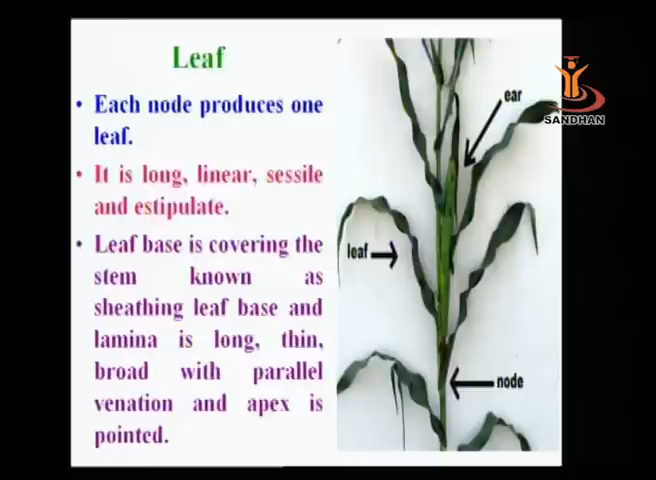 Leaf
• Each node produces one
leaf.
• It is long, linear, sessile
and estipulate.
• Leaf base is covering the
stem known as
sheathing leaf base and
lamina is long, thin,
broad with parallel
venation and apex is
pointed.
ear
leaf
node
SANDHAN